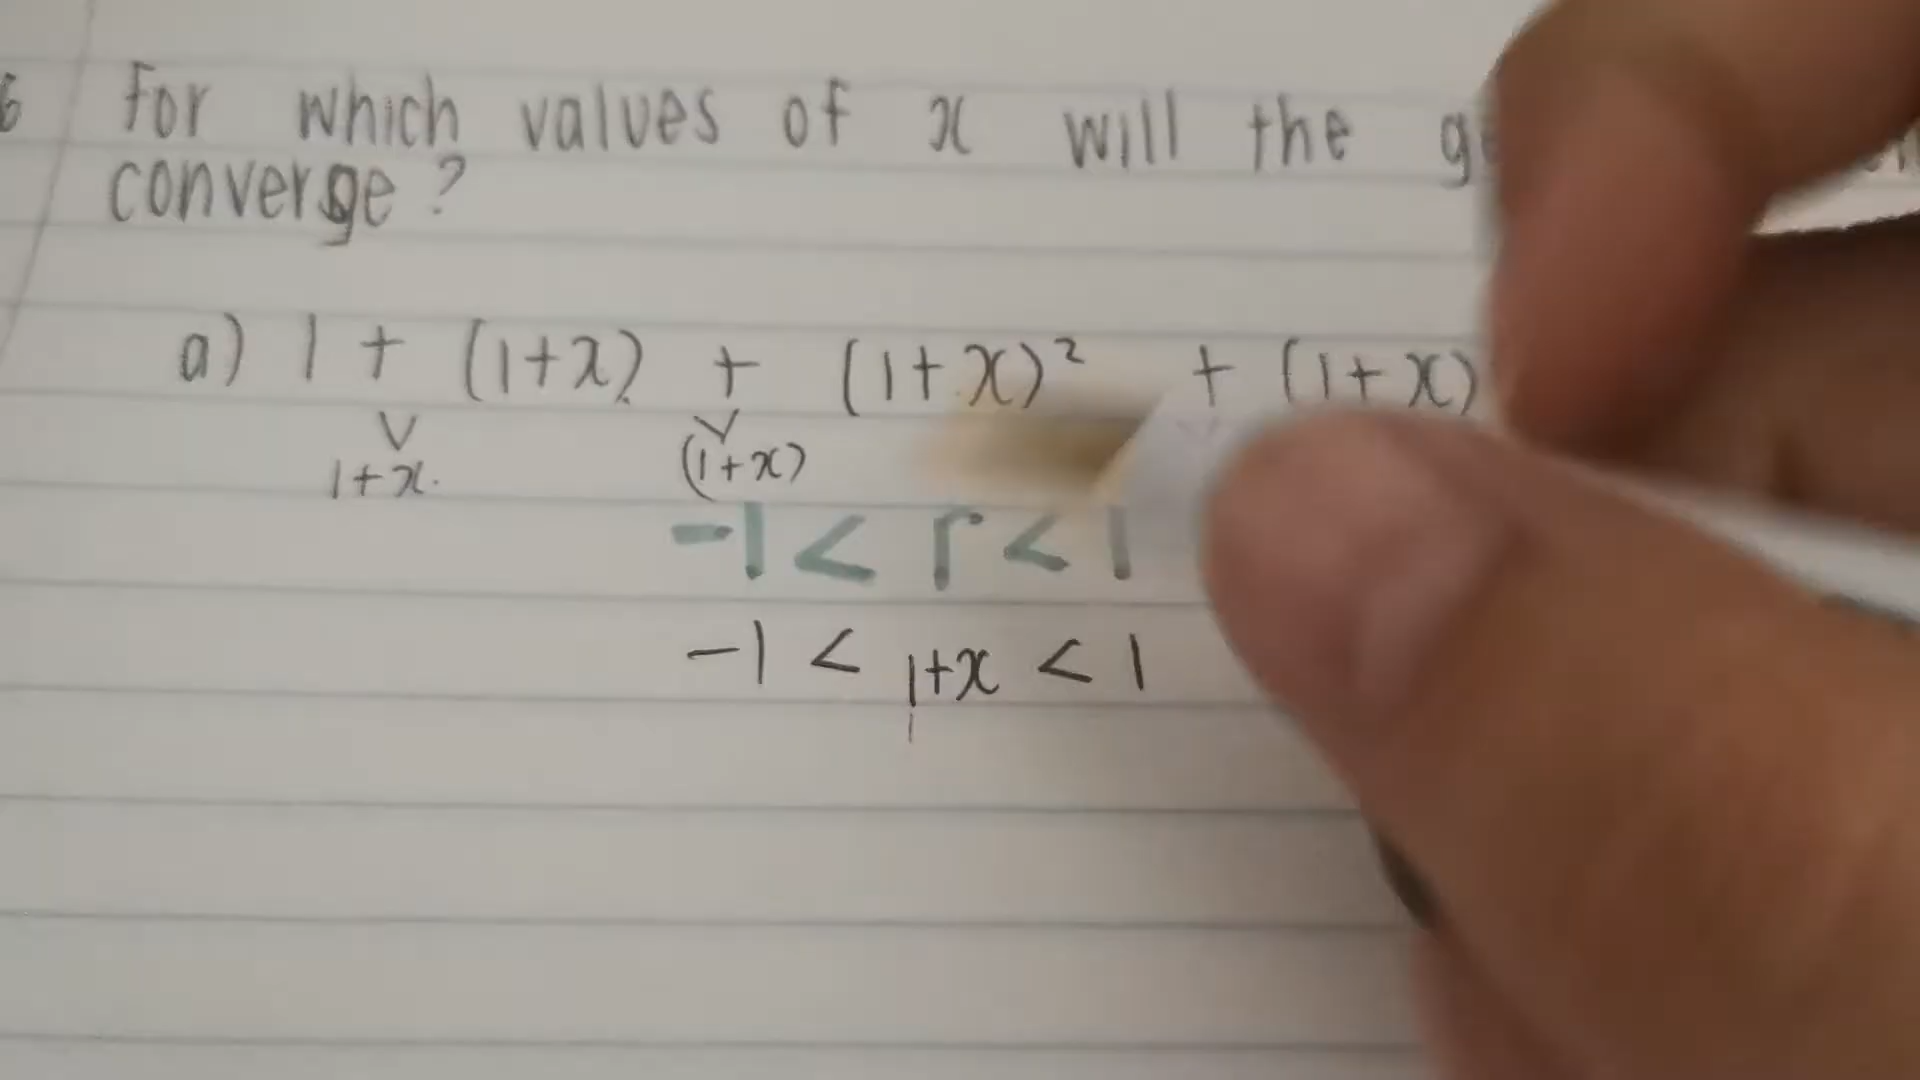 6 For which values of x will the
converge?
a) 1 + (1+x) + (1+x)² + (1+x)
1+x. (1+x)
-1 < r < 1
-1 < 1+x < 1